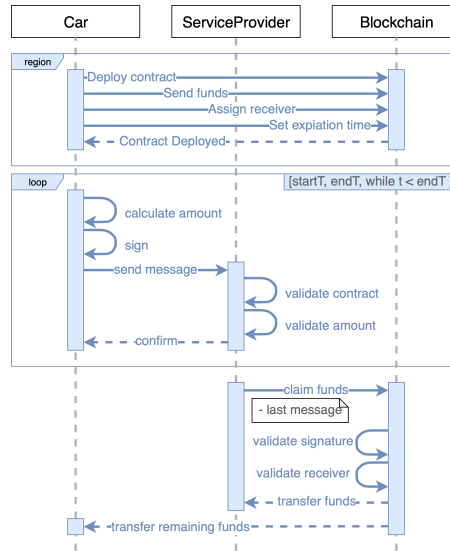 Car
ServiceProvider
Blockchain
region
Deploy contract
Send funds
Assign receiver
Set expiation time
Contract Deployed
loop
[startT, endT, while t < endT
calculate amount
sign
send message
validate contract
validate amount
confirm
claim funds
- last message
validate signature
validate receiver
transfer funds
transfer remaining funds